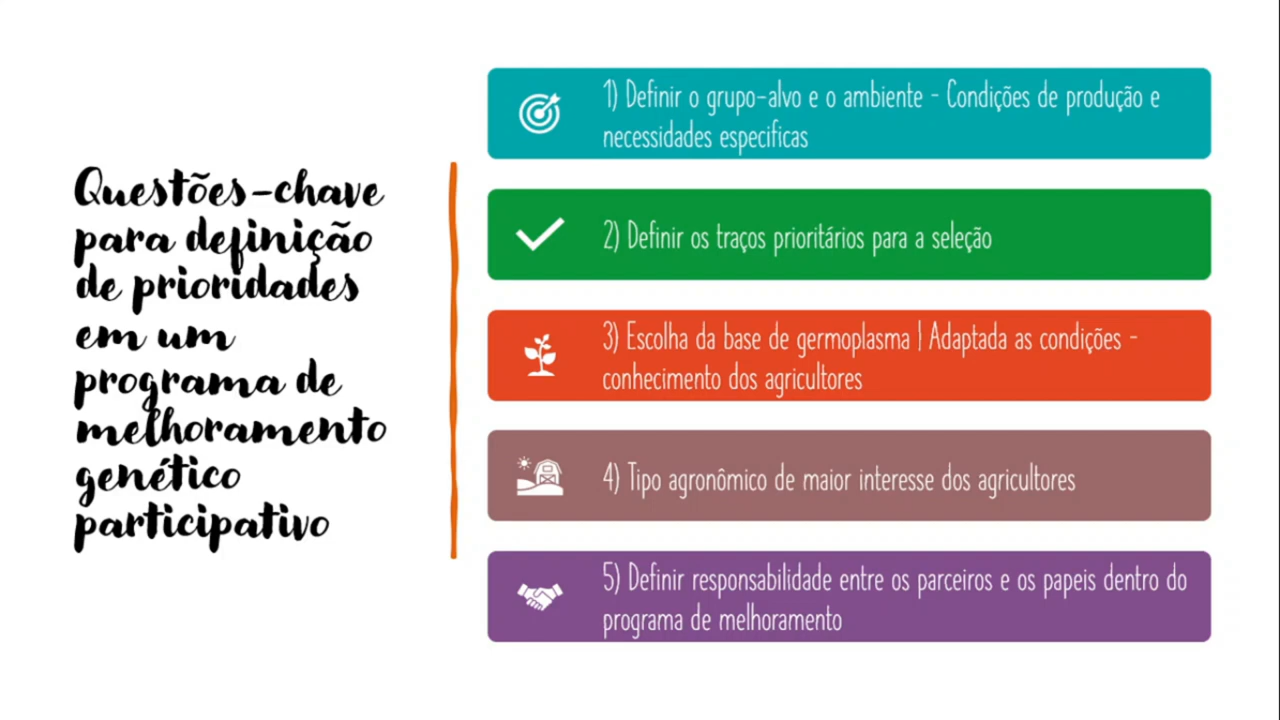 Questões-chave
para definição
de prioridades
em um
programa de
melhoramento
genético
participativo
1) Definir o grupo-alvo e o ambiente - Condições de produção e
necessidades especificas
2) Definir os traços prioritários para a seleção
3) Escolha da base de germoplasma | Adaptada as condições -
conhecimento dos agricultores
4) Tipo agronômico de maior interesse dos agricultores
5) Definir responsabilidade entre os parceiros e os papeis dentro do
programa de melhoramento